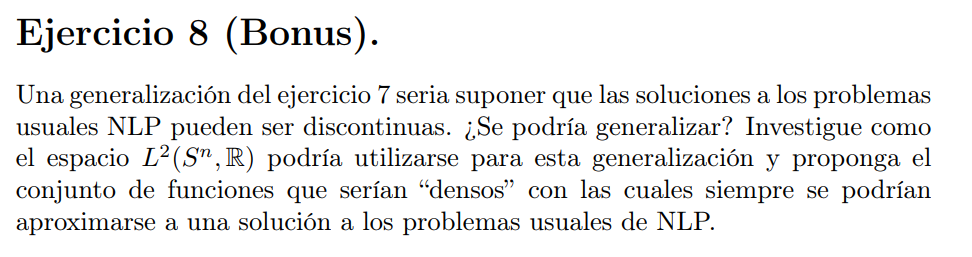 Ejercicio 8 (Bonus).
Una generalización del ejercicio 7 seria suponer que las soluciones a los problemas
usuales NLP pueden ser discontinuas. ¿Se podría generalizar? Investigue como
el espacio L²(Sⁿ, ℝ) podría utilizarse para esta generalización y proponga el
conjunto de funciones que serían “densos” con las cuales siempre se podrían
aproximarse a una solución a los problemas usuales de NLP.